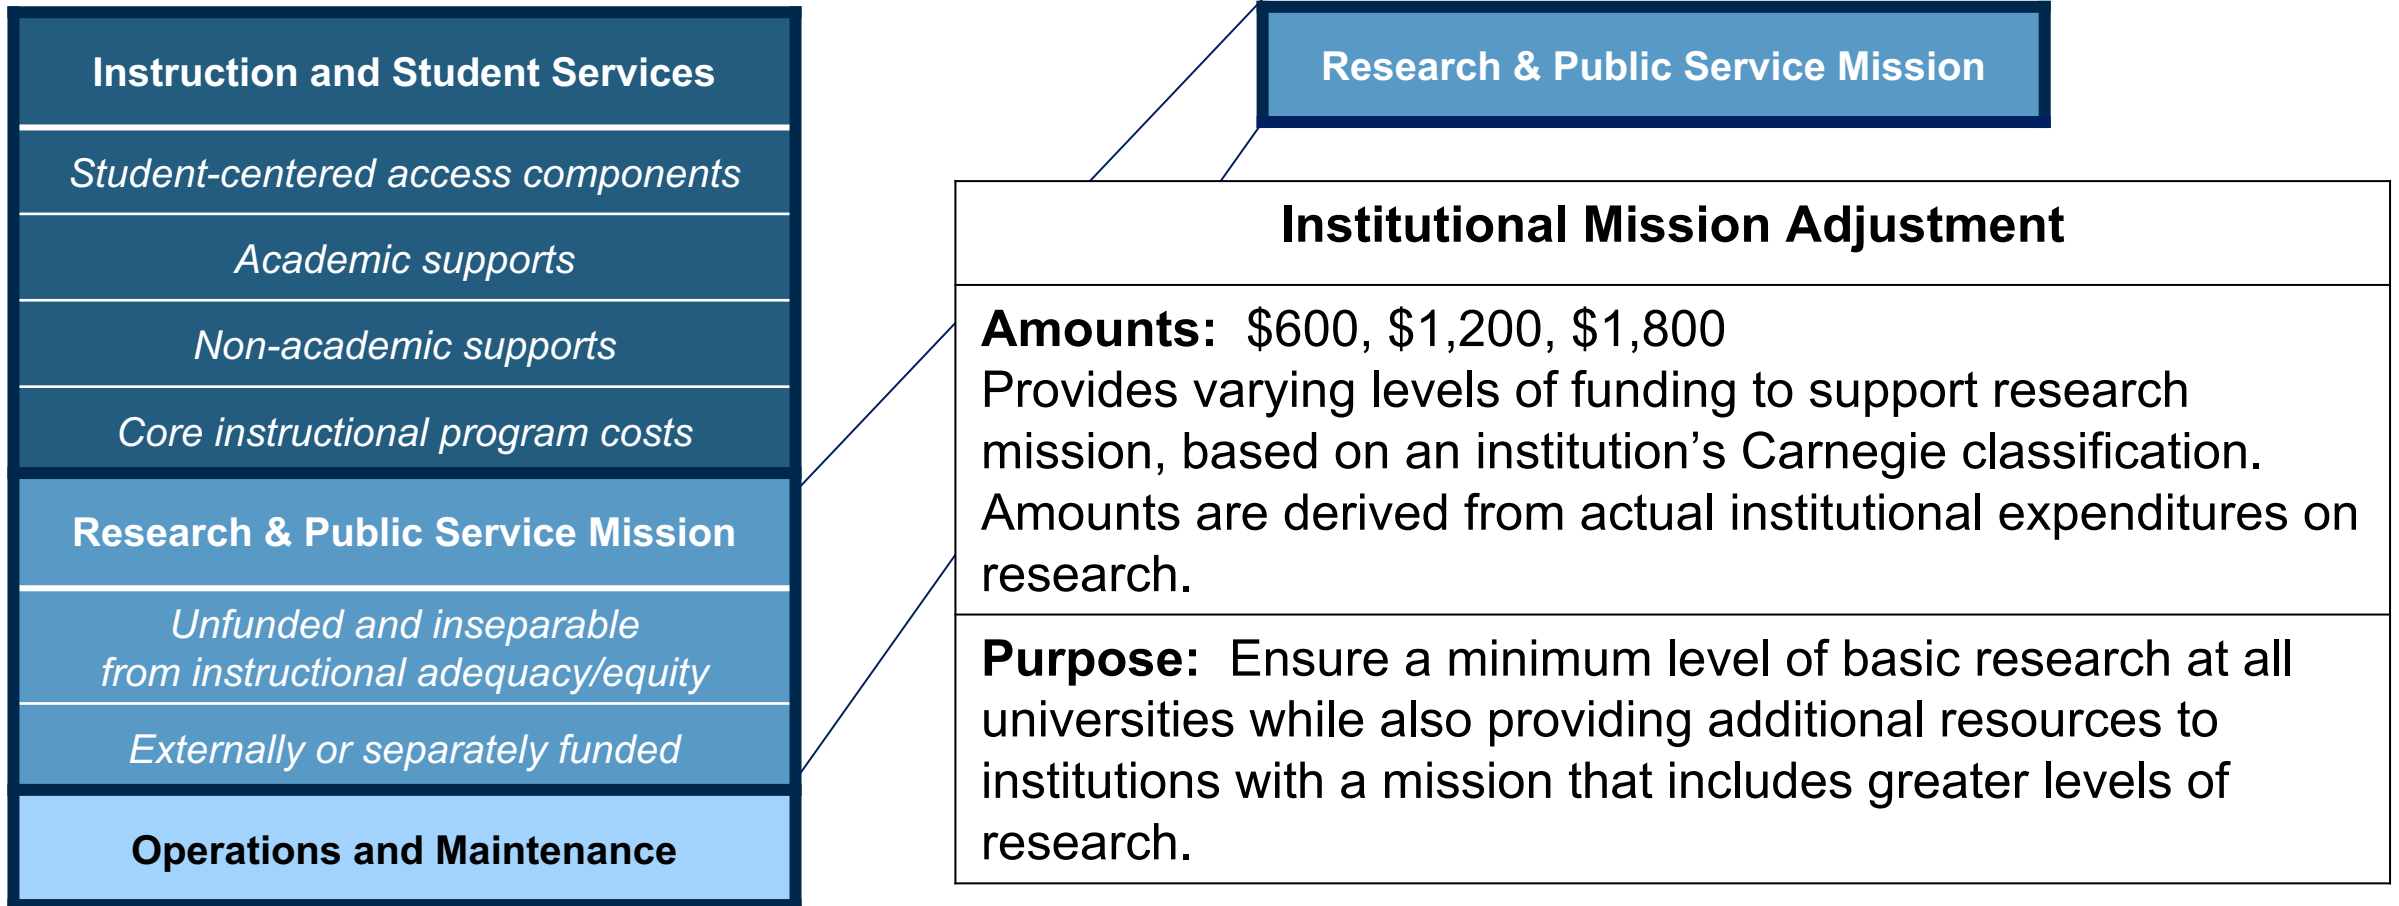 Instruction and Student Services
Student-centered access components
Academic supports
Non-academic supports
Core instructional program costs
Research & Public Service Mission
Unfunded and inseparable
from instructional adequacy/equity
Externally or separately funded
Operations and Maintenance
Research & Public Service Mission
Institutional Mission Adjustment
Amounts: $600, $1,200, $1,800
Provides varying levels of funding to support research
mission, based on an institution’s Carnegie classification.
Amounts are derived from actual institutional expenditures on
research.
Purpose: Ensure a minimum level of basic research at all
universities while also providing additional resources to
institutions with a mission that includes greater levels of
research.